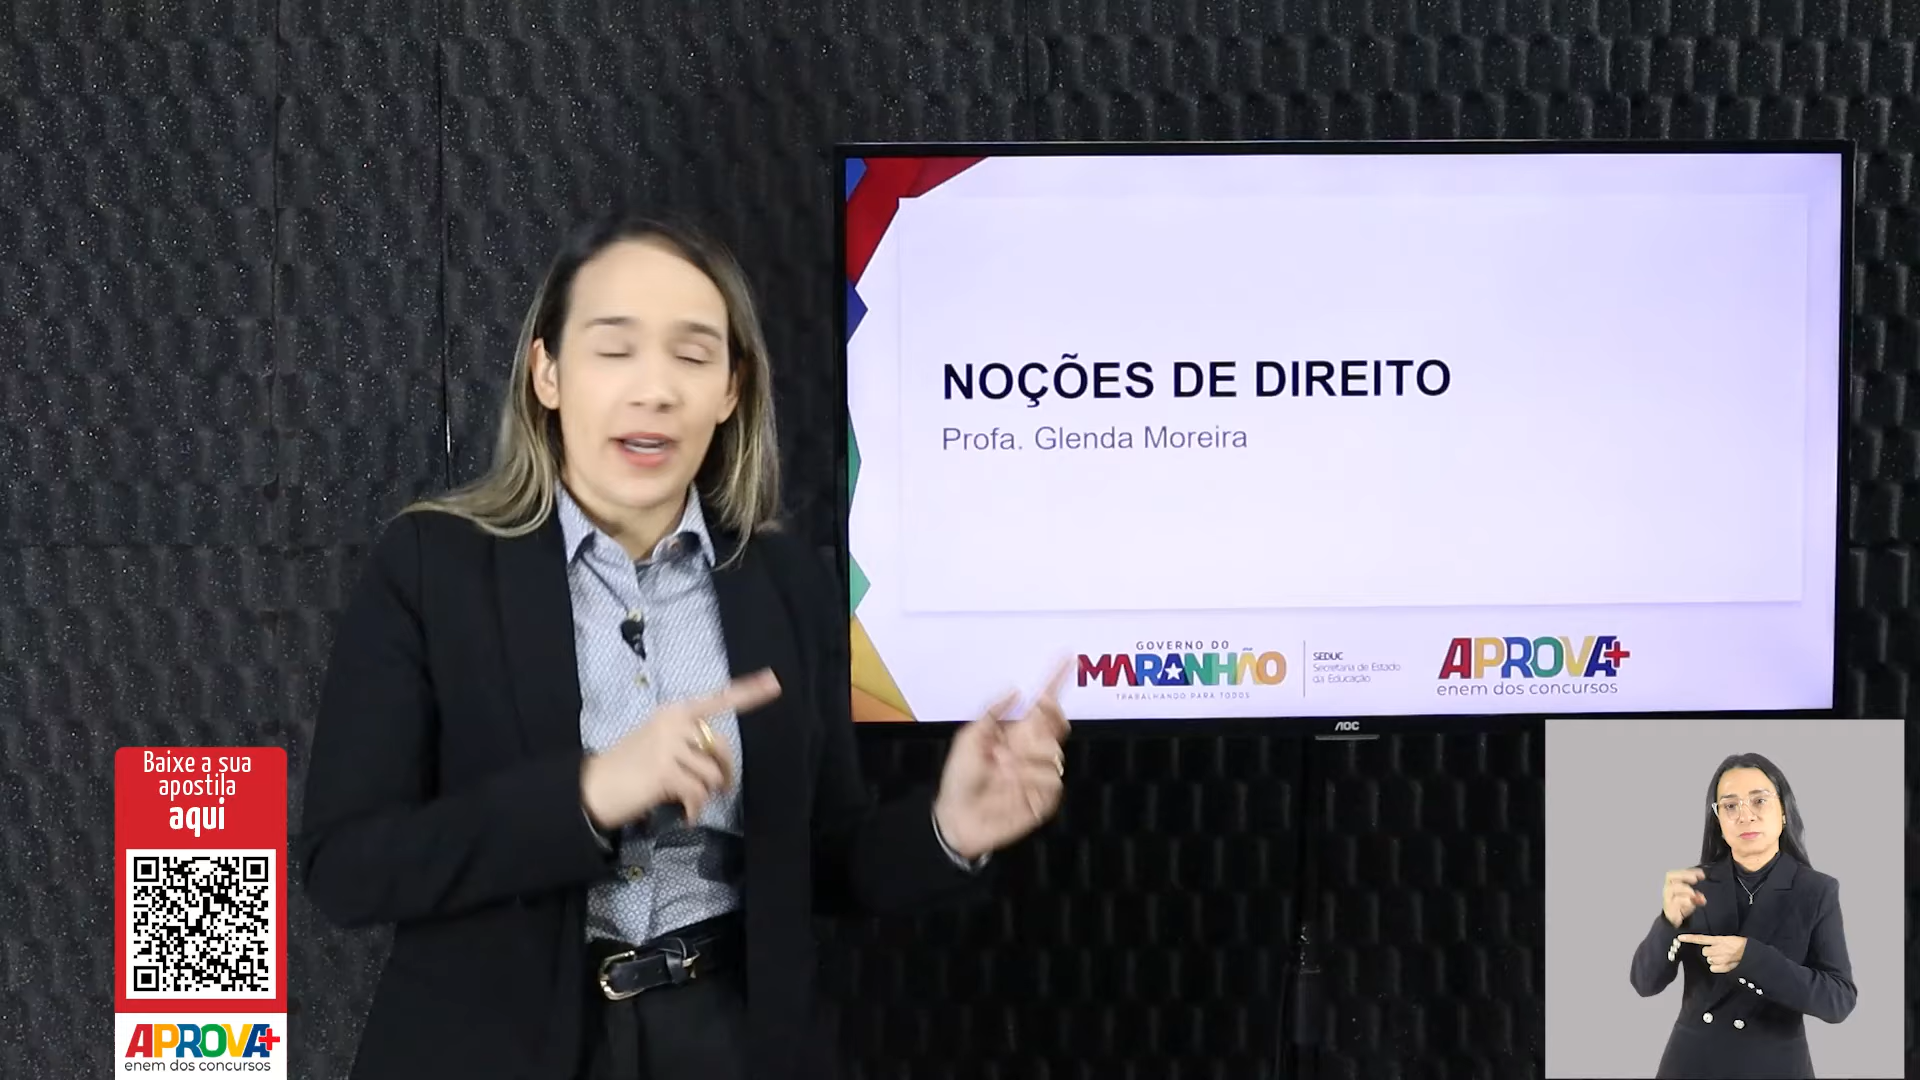 NOÇÕES DE DIREITO
Profa. Glenda Moreira
GOVERNO DO
MARANHÃO
TRABALHANDO PARA TODOS
SEDUC
Secretaria de Estado
da Educação
APROVA+
enem dos concursos
AOC
Baixe a sua
apostila
aqui
APROVA+
enem dos concursos